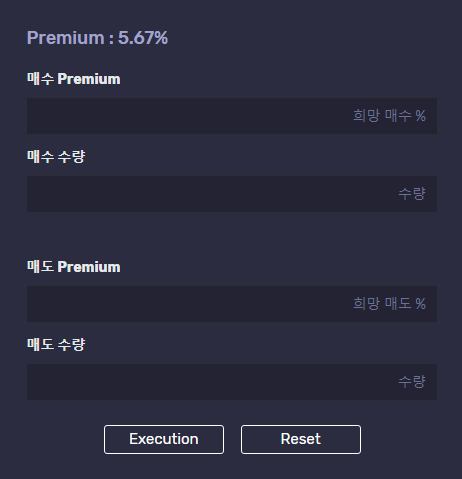 Premium : 5.67%
매수 Premium
희망 매수 %
매수 수량
수량
매도 Premium
희망 매도 %
매도 수량
수량
Execution Reset